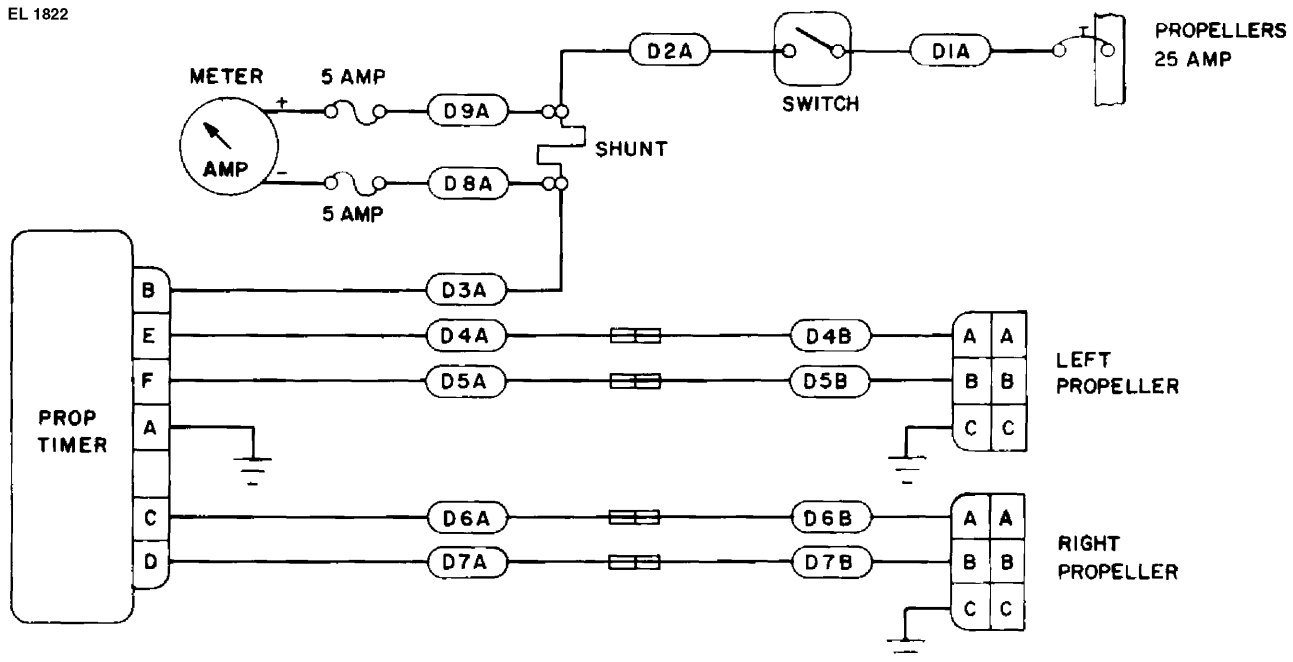 EL 1822
PROPELLERS
25 AMP
D2A
D1A
SWITCH
METER
5 AMP
+
D9A
AMP
SHUNT
-
D8A
5 AMP
B
D3A
E
D4A
D4B
A A
LEFT
PROPELLER
F
D5A
D5B
B B
PROP
TIMER
A
C C
C
D6A
D6B
A A
RIGHT
PROPELLER
D
D7A
D7B
B B
C C